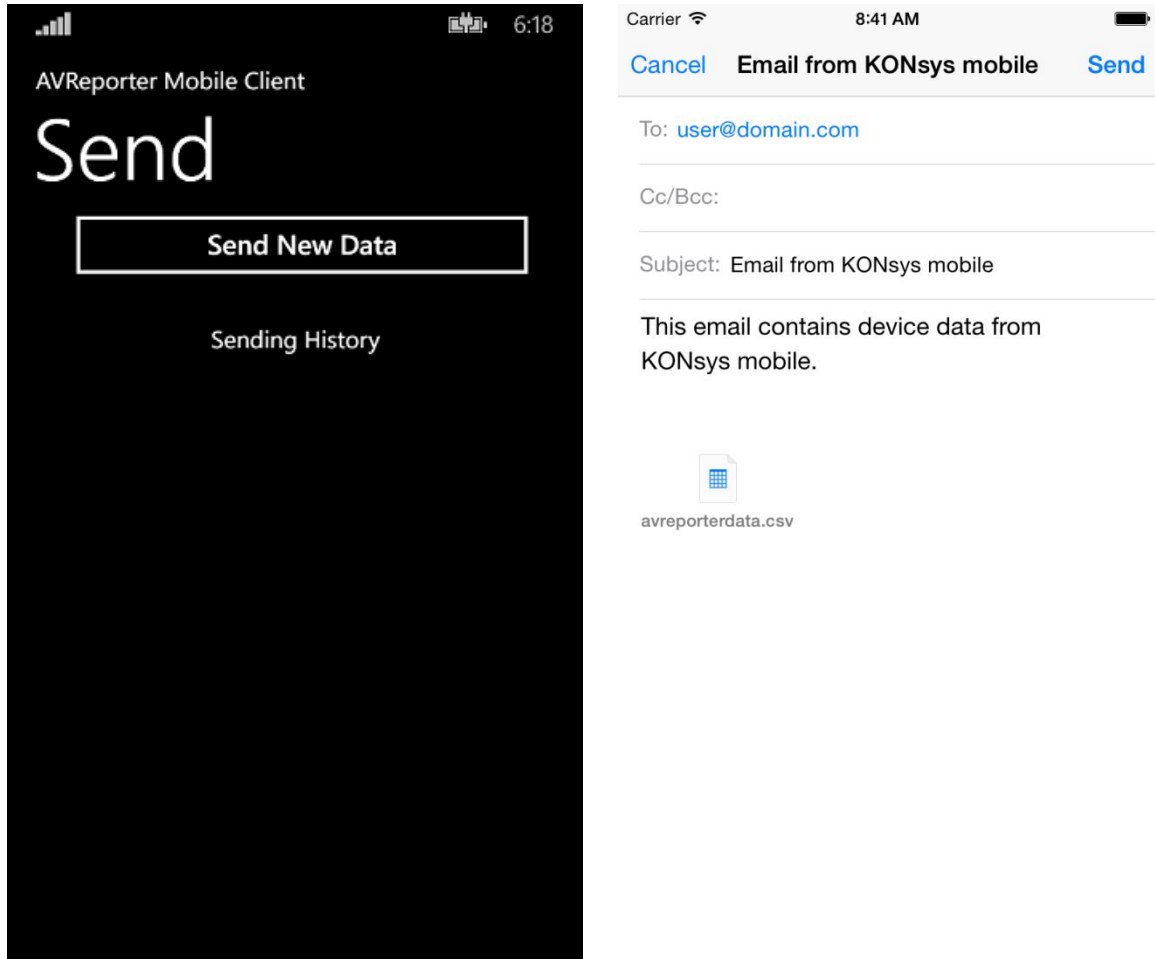 6:18
AVReporter Mobile Client
Send
Send New Data
Sending History
Carrier 8:41 AM
Cancel Email from KONsys mobile Send
To: user@domain.com
Cc/Bcc:
Subject: Email from KONsys mobile
This email contains device data from
KONsys mobile.
avreporterdata.csv